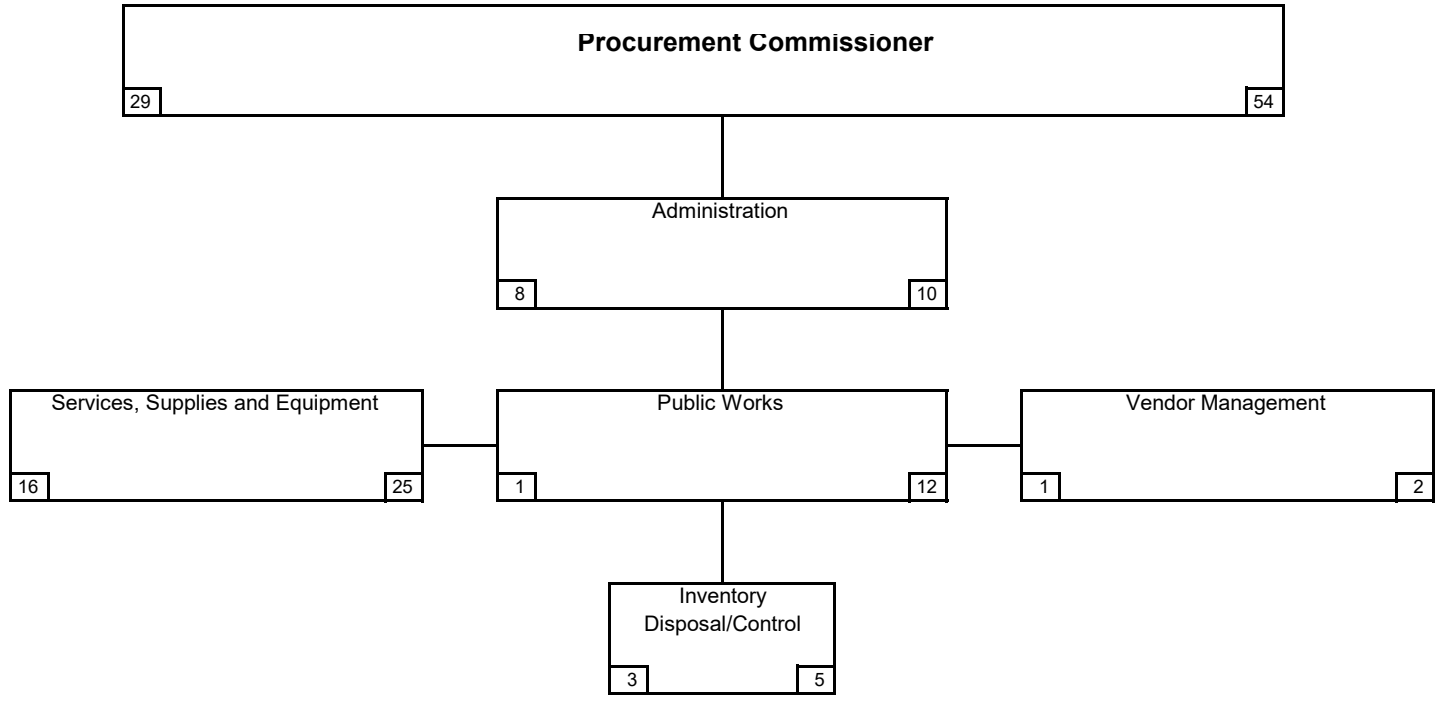 Procurement Commissioner
29
54
Administration
8
10
Services, Supplies and Equipment
16
25
Public Works
1
12
Vendor Management
1
2
Inventory
Disposal/Control
3
5